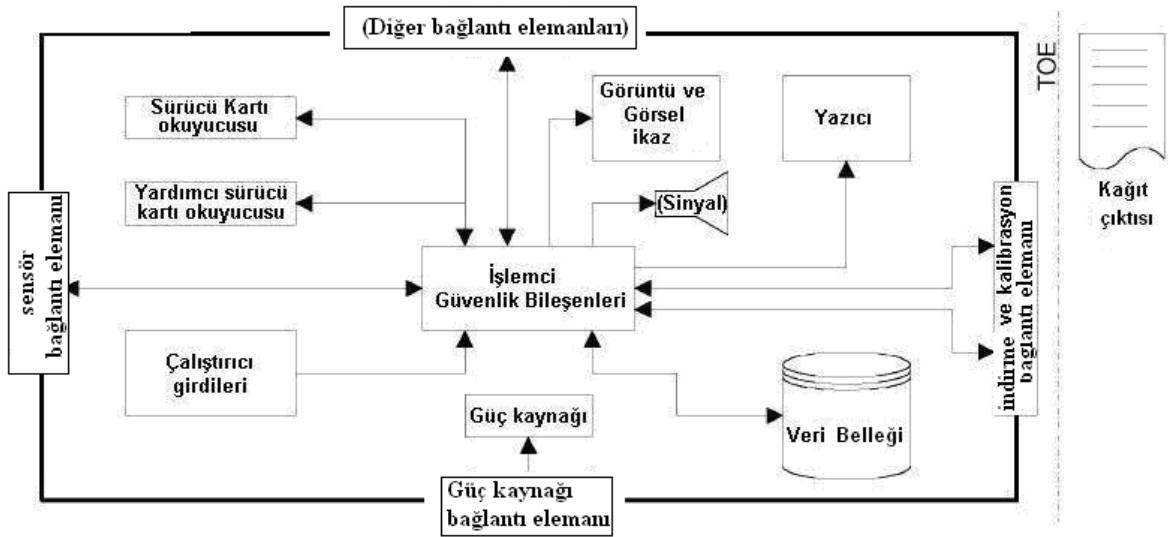 (Diğer bağlantı elemanları)
TOE
Sürücü Kartı
okuyucusu
Görüntü ve
Görsel
ikaz
Yazıcı
Kağıt
çıktısı
Yardımcı sürücü
kartı okuyucusu
(Sinyal)
sensör
bağlantı elemanı
İşlemci
Güvenlik Bileşenleri
indirme ve kalibrasyon
bağlantı elemanı
Çalıştırıcı
girdileri
Güç kaynağı
Veri Belleği
Güç kaynağı
bağlantı elemanı